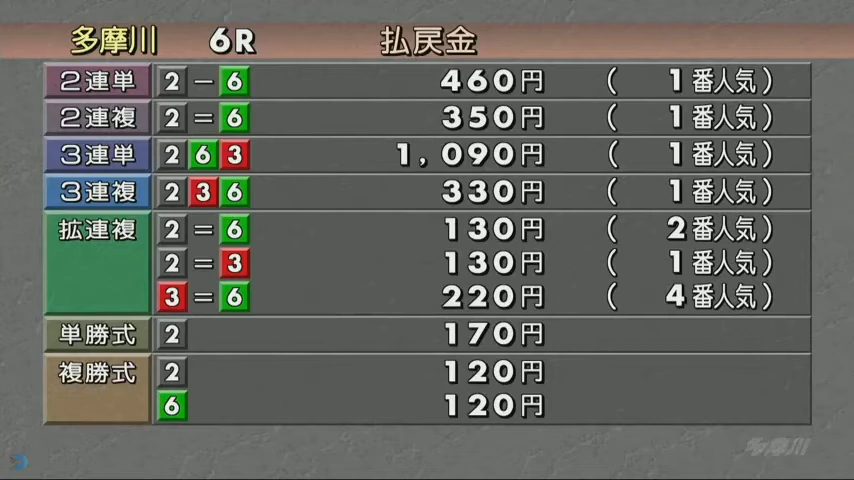 多摩川 6R 払戻金
2連単 2 − 6 460円 ( 1番人気 )
2連複 2 = 6 350円 ( 1番人気 )
3連単 2 6 3 1,090円 ( 1番人気 )
3連複 2 3 6 330円 ( 1番人気 )
拡連複 2 = 6 130円 ( 2番人気 )
2 = 3 130円 ( 1番人気 )
3 = 6 220円 ( 4番人気 )
単勝式 2 170円
複勝式 2 120円
6 120円
多摩川